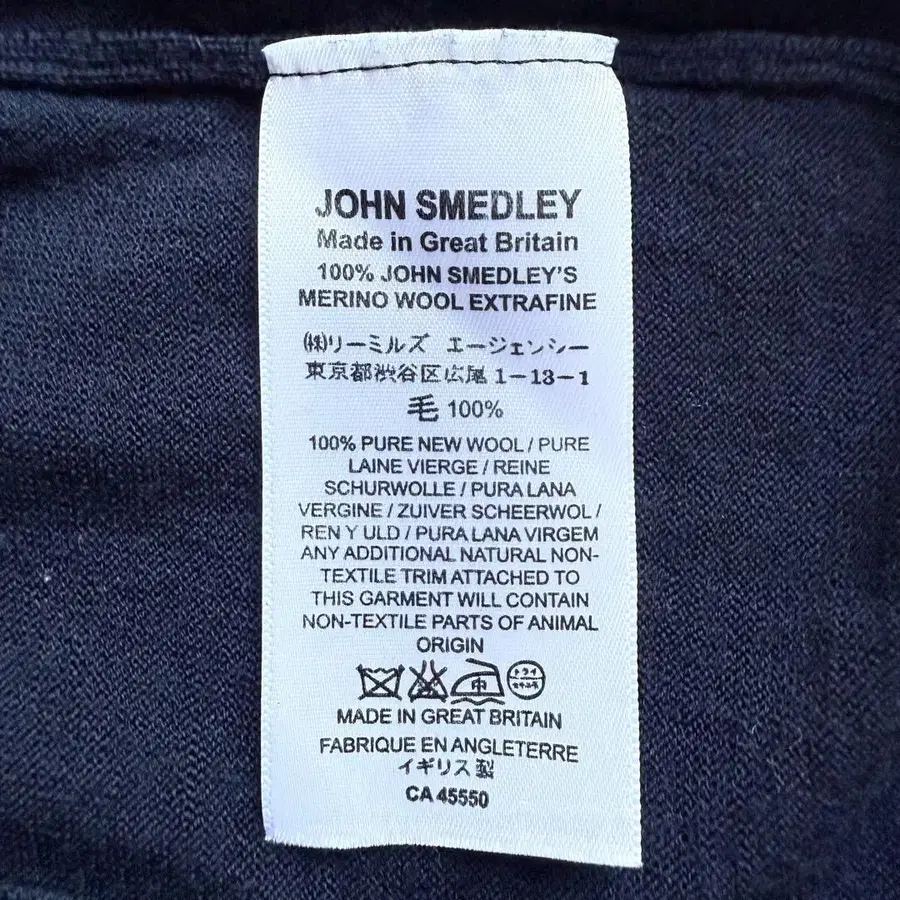 JOHN SMEDLEY
Made in Great Britain
100% JOHN SMEDLEY'S
MERINO WOOL EXTRAFINE
㈱リーミルズ エージェンシー
東京都渋谷区広尾 1-13-1
毛 100%
100% PURE NEW WOOL / PURE
LAINE VIERGE / REINE
SCHURWOLLE / PURA LANA
VERGINE / ZUIVER SCHEERWOL /
REN Y ULD / PURA LANA VIRGEM
ANY ADDITIONAL NATURAL NON-
TEXTILE TRIM ATTACHED TO
THIS GARMENT WILL CONTAIN
NON-TEXTILE PARTS OF ANIMAL
ORIGIN
中 ドライ
MADE IN GREAT BRITAIN
FABRIQUE EN ANGLETERRE
イギリス製
CA 45550